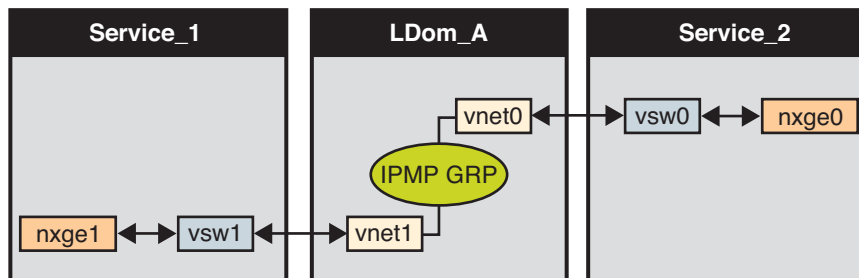 Service_1 LDom_A Service_2
vnet0 vsw0 nxge0
IPMP GRP
nxge1 vsw1 vnet1